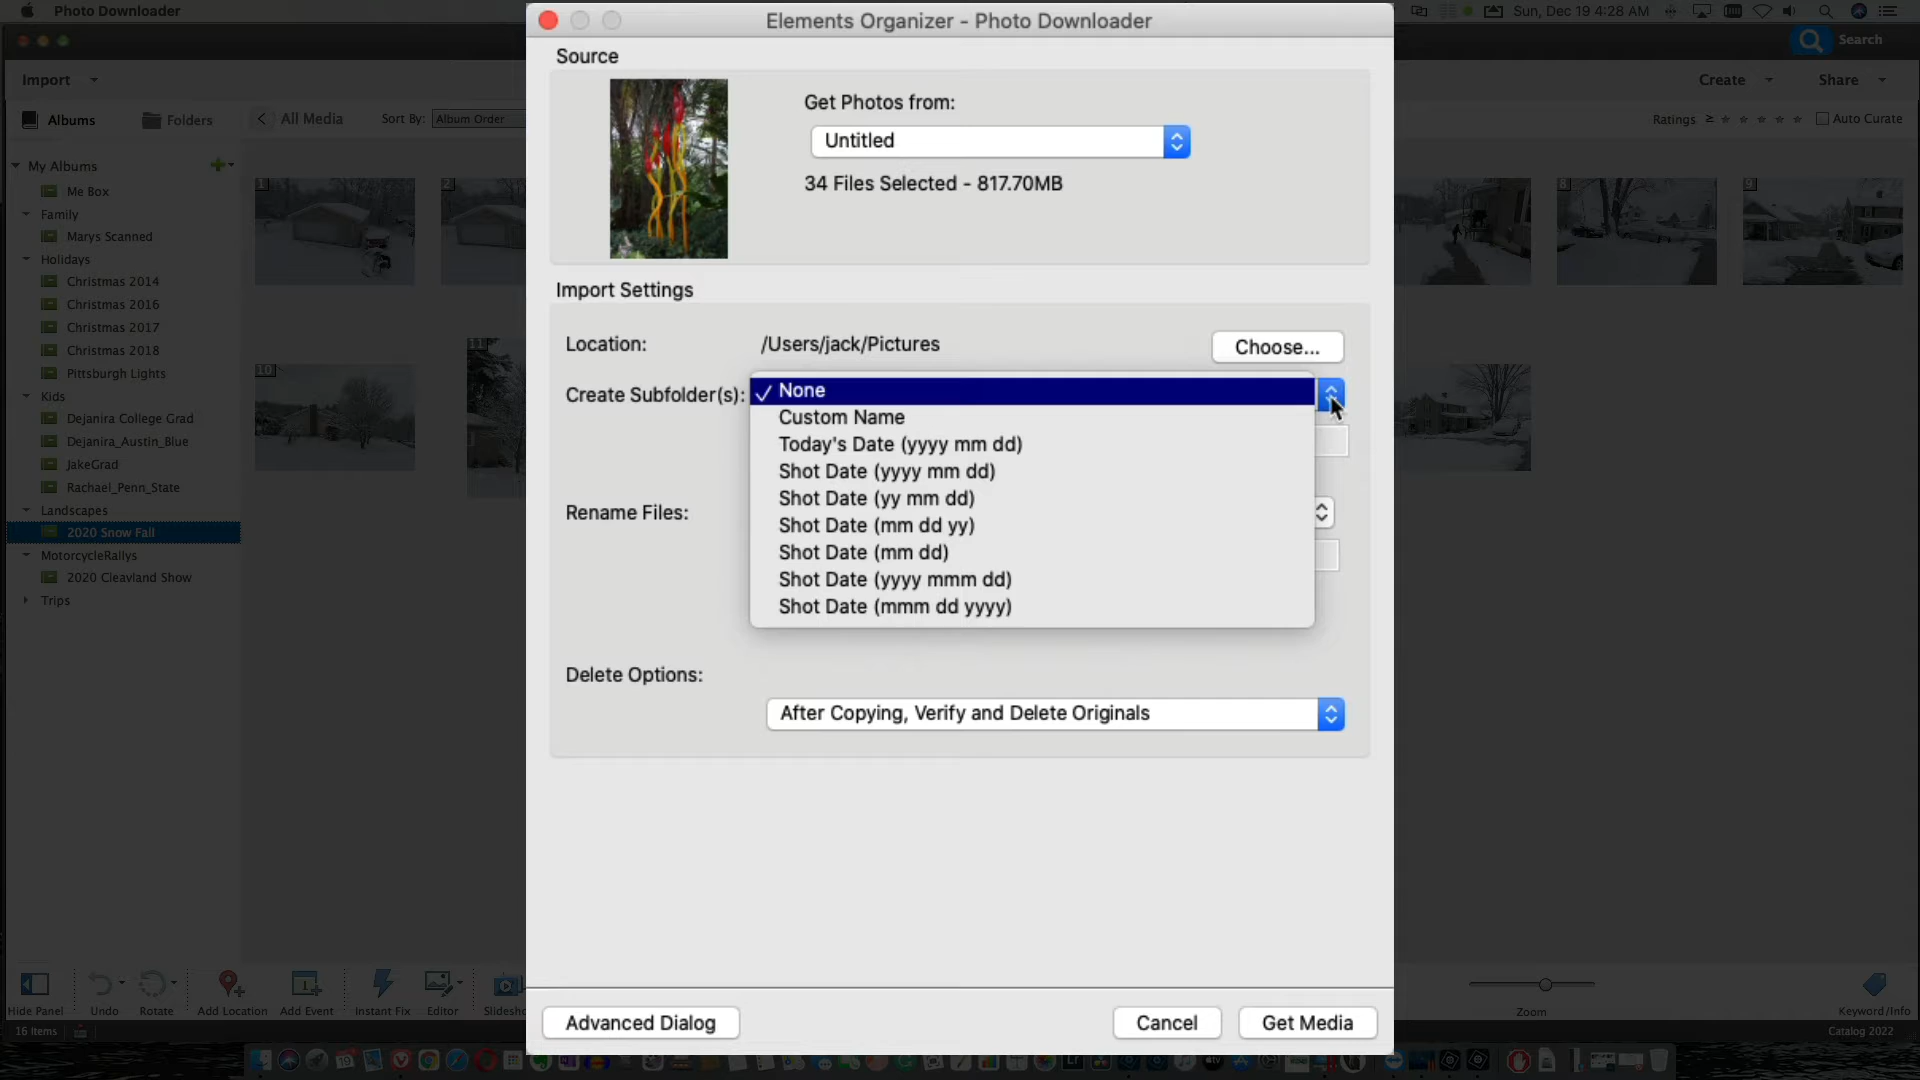 Photo Downloader
Sun, Dec 19 4:28 AM
Elements Organizer - Photo Downloader
Search
Import
Create
Share
Albums
Folders
All Media
Sort By:
Album Order
Ratings
≥
Auto Curate
My Albums
Me Box
Family
Marys Scanned
Holidays
Christmas 2014
Christmas 2016
Christmas 2017
Christmas 2018
Pittsburgh Lights
Kids
Dejanira College Grad
Dejanira_Austin_Blue
JakeGrad
Rachael_Penn_State
Landscapes
2020 Snow Fall
MotorcycleRallys
2020 Cleavland Show
Trips
1
2
8
9
10
11
Source
Get Photos from:
Untitled
34 Files Selected - 817.70MB
Import Settings
Location:
/Users/jack/Pictures
Choose...
Create Subfolder(s):
None
Custom Name
Today's Date (yyyy mm dd)
Shot Date (yyyy mm dd)
Shot Date (yy mm dd)
Shot Date (mm dd yy)
Shot Date (mm dd)
Shot Date (yyyy mmm dd)
Shot Date (mmm dd yyyy)
Rename Files:
Delete Options:
After Copying, Verify and Delete Originals
Advanced Dialog
Cancel
Get Media
Hide Panel
Undo
Rotate
Add Location
Add Event
Instant Fix
Editor
Slidesho
Zoom
Keyword/Info
16 Items
Catalog 2022